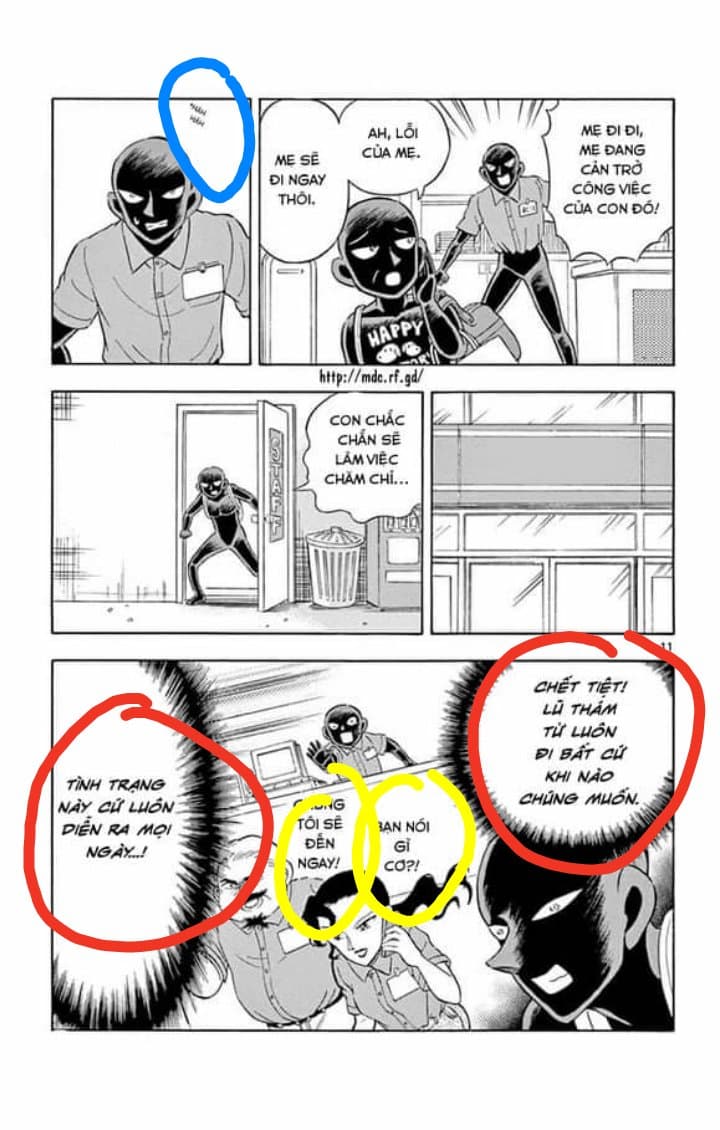 MẸ ĐI ĐI,
MẸ ĐANG
CẢN TRỞ
CÔNG VIỆC
CỦA CON ĐÓ!
AH, LỖI
CỦA MẸ.
MẸ SẼ
ĐI NGAY
THÔI.
HAPPY
http://mdc.rf.gd/
CON CHẮC
CHẮN SẼ
LÀM VIỆC
CHĂM CHỈ...
STAFF
11
CHẾT TIỆT!
LŨ THÁM
TỬ LUÔN
ĐI BẤT CỨ
KHI NÀO
CHÚNG MUỐN.
BẠN NÓI
GÌ
CƠ?!
CHÚNG
TÔI SẼ
ĐẾN
NGAY!
TÌNH TRẠNG
NÀY CỨ LUÔN
DIỄN RA MỌI
NGÀY...!